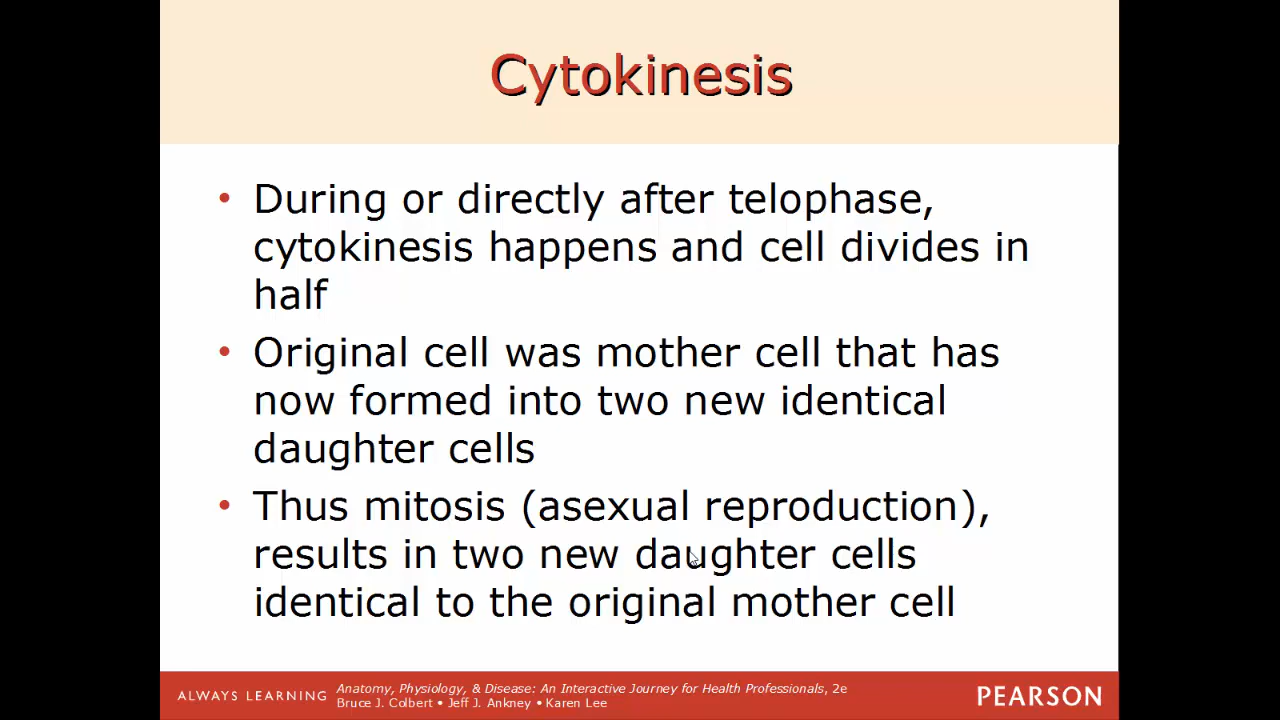 Cytokinesis
• During or directly after telophase,
cytokinesis happens and cell divides in
half
• Original cell was mother cell that has
now formed into two new identical
daughter cells
• Thus mitosis (asexual reproduction),
results in two new daughter cells
identical to the original mother cell
ALWAYS LEARNING
Anatomy, Physiology, & Disease: An Interactive Journey for Health Professionals, 2e
Bruce J. Colbert • Jeff J. Ankney • Karen Lee
PEARSON